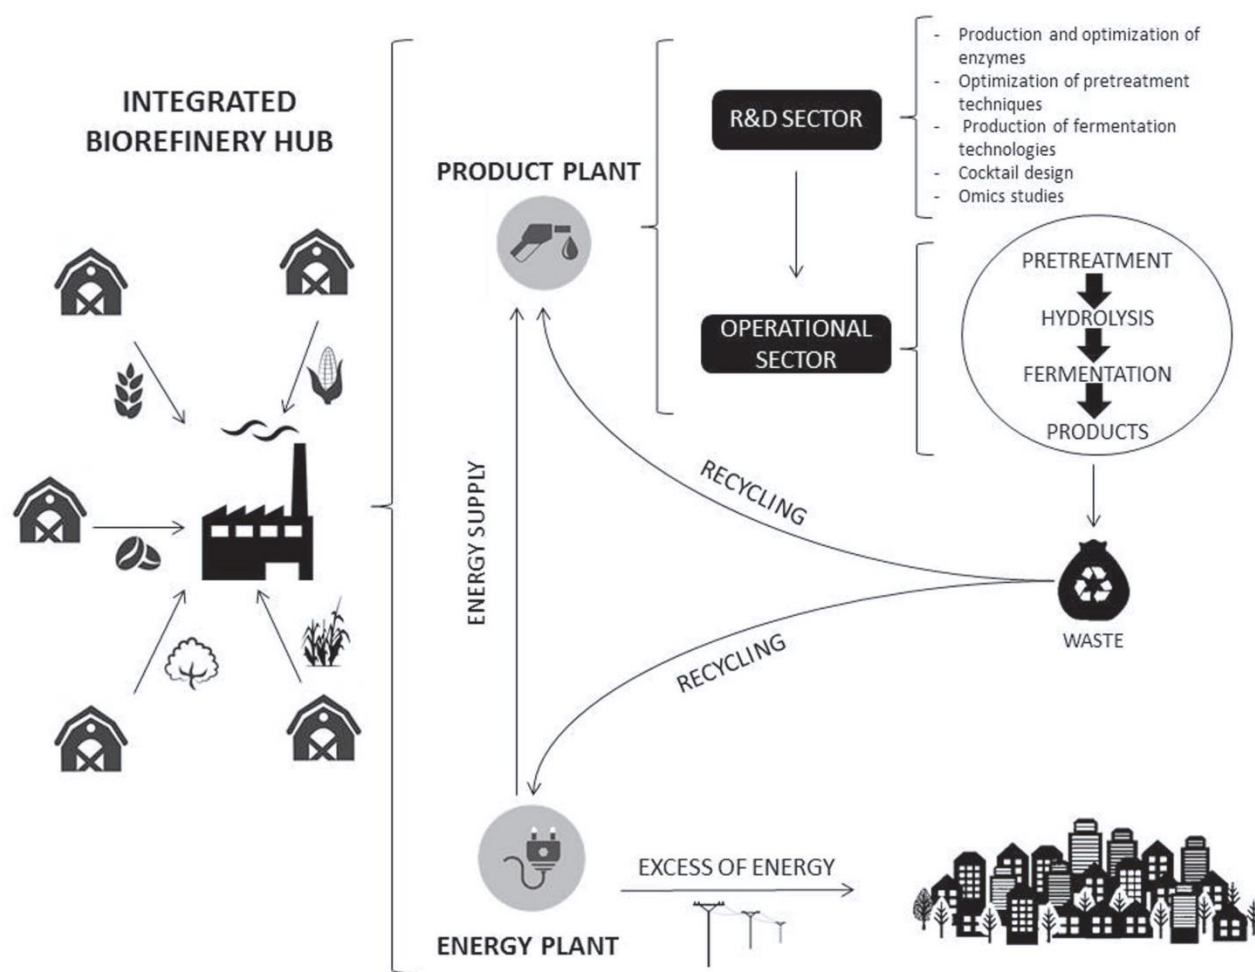 INTEGRATED
BIOREFINERY HUB
PRODUCT PLANT
R&D SECTOR
- Production and optimization of
enzymes
- Optimization of pretreatment
techniques
- Production of fermentation
technologies
- Cocktail design
- Omics studies
OPERATIONAL
SECTOR
PRETREATMENT
HYDROLYSIS
FERMENTATION
PRODUCTS
ENERGY SUPPLY
RECYCLING
RECYCLING
WASTE
EXCESS OF ENERGY
ENERGY PLANT